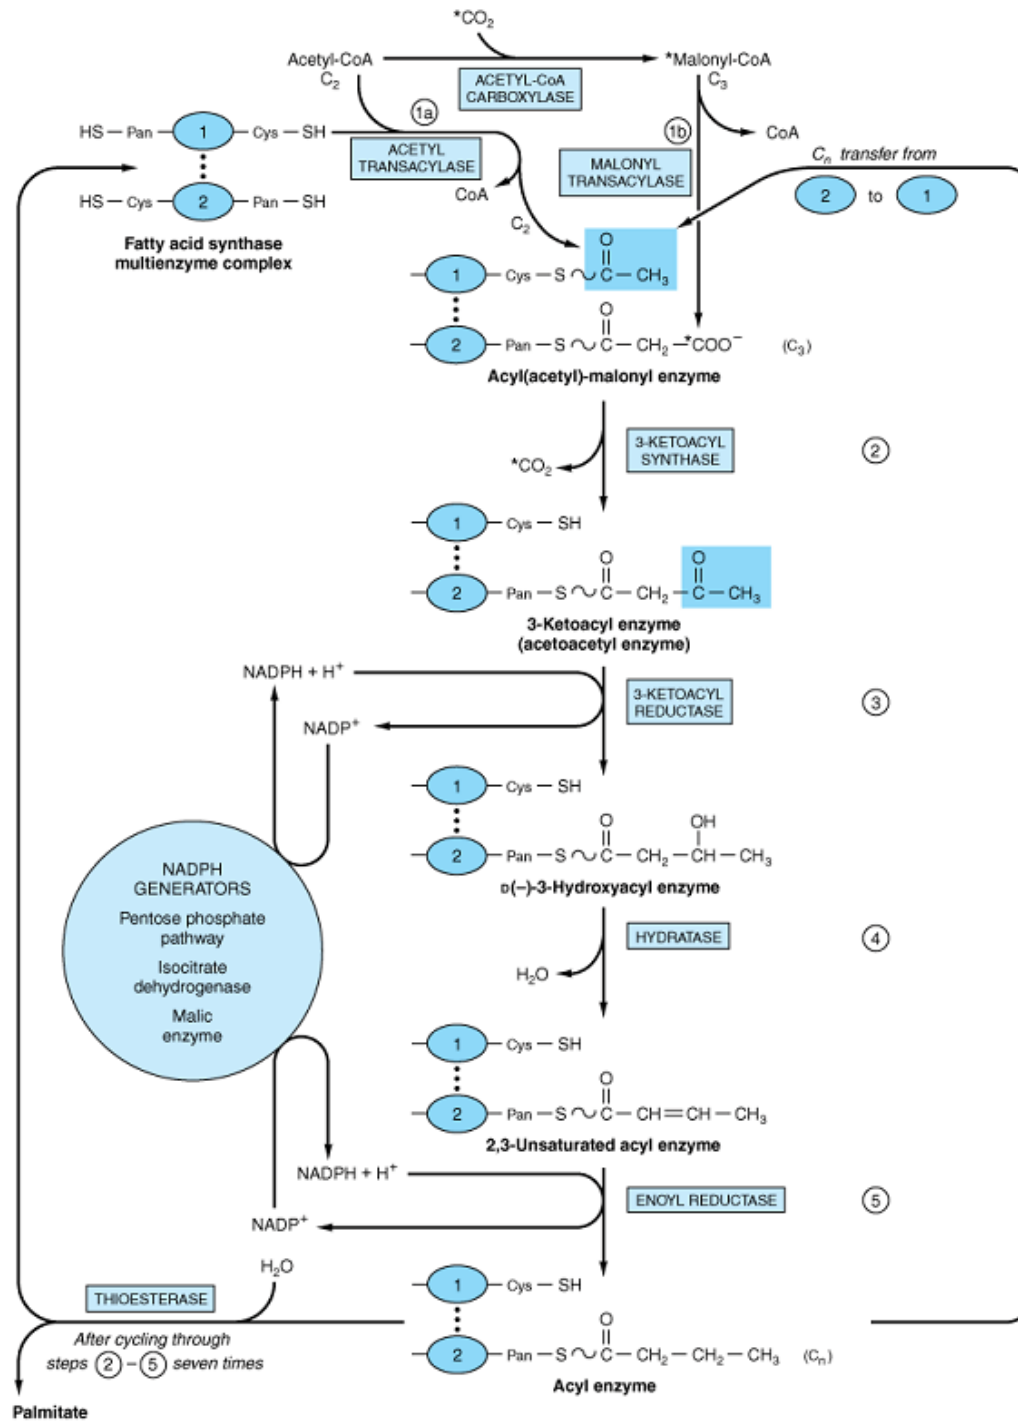 *CO₂
Acetyl-CoA
C₂
*Malonyl-CoA
C₃
ACETYL-CoA
CARBOXYLASE
1a
1b
HS — Pan — 1 — Cys — SH
ACETYL
TRANSACYLASE
CoA
MALONYL
TRANSACYLASE
CoA
Cₙ transfer from
2 to 1
HS — Cys — 2 — Pan — SH
C₂
Fatty acid synthase
multienzyme complex
O
1 — Cys — S ~ C — CH₃
O
2 — Pan — S ~ C — CH₂ — *COO⁻ (C₃)
Acyl(acetyl)-malonyl enzyme
3-KETOACYL
SYNTHASE
2
*CO₂
1 — Cys — SH
O O
2 — Pan — S ~ C — CH₂ — C — CH₃
3-Ketoacyl enzyme
(acetoacetyl enzyme)
NADPH + H⁺
3-KETOACYL
REDUCTASE
3
NADP⁺
1 — Cys — SH
O OH
2 — Pan — S ~ C — CH₂ — CH — CH₃
D(–)-3-Hydroxyacyl enzyme
NADPH
GENERATORS
Pentose phosphate
pathway
Isocitrate
dehydrogenase
Malic
enzyme
HYDRATASE
4
H₂O
1 — Cys — SH
O
2 — Pan — S ~ C — CH = CH — CH₃
2,3-Unsaturated acyl enzyme
NADPH + H⁺
ENOYL REDUCTASE
5
NADP⁺
H₂O
THIOESTERASE
After cycling through
steps 2 – 5 seven times
1 — Cys — SH
O
2 — Pan — S ~ C — CH₂ — CH₂ — CH₃ (Cₙ)
Acyl enzyme
Palmitate